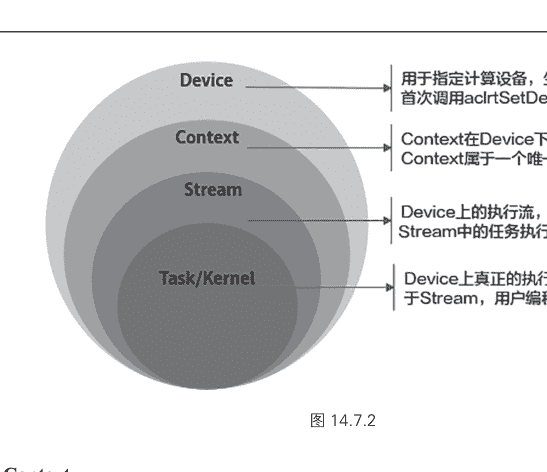 Device
用于指定计算设备，
首次调用aclrtSetDe
Context
Context在Device下
Context属于一个唯一
Stream
Device上的执行流，
Stream中的任务执行
Task/Kernel
Device上真正的执行
于Stream，用户编程
图 14.7.2
Context